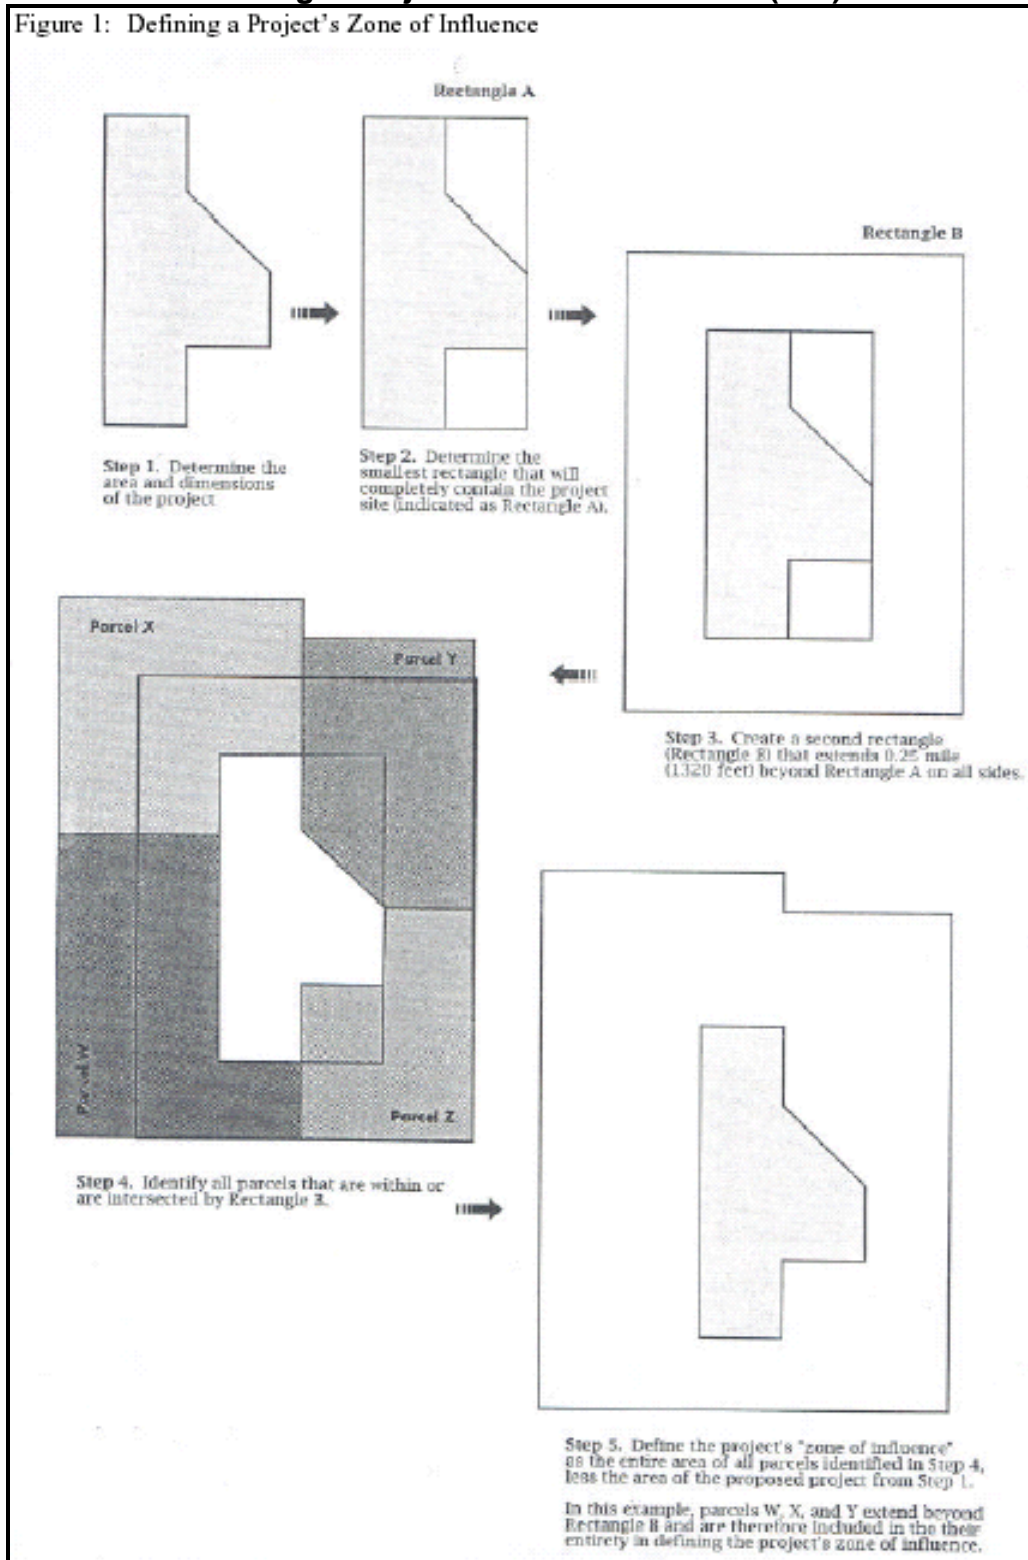 Figure 1: Defining a Project's Zone of Influence
Rectangle A
Rectangle B
Step 1. Determine the
area and dimensions
of the project
Step 2. Determine the
smallest rectangle that will
completely contain the project
site (indicated as Rectangle A).
Step 3. Create a second rectangle
(Rectangle B) that extends 0.25 mile
(1320 feet) beyond Rectangle A on all sides.
Parcel X
Parcel Y
Parcel W
Parcel Z
Step 4. Identify all parcels that are within or
are intersected by Rectangle B.
Step 5. Define the project's "zone of influence"
as the entire area of all parcels identified in Step 4,
less the area of the proposed project from Step 1.
In this example, parcels W, X, and Y extend beyond
Rectangle B and are therefore included in the their
entirety in defining the project's zone of influence.